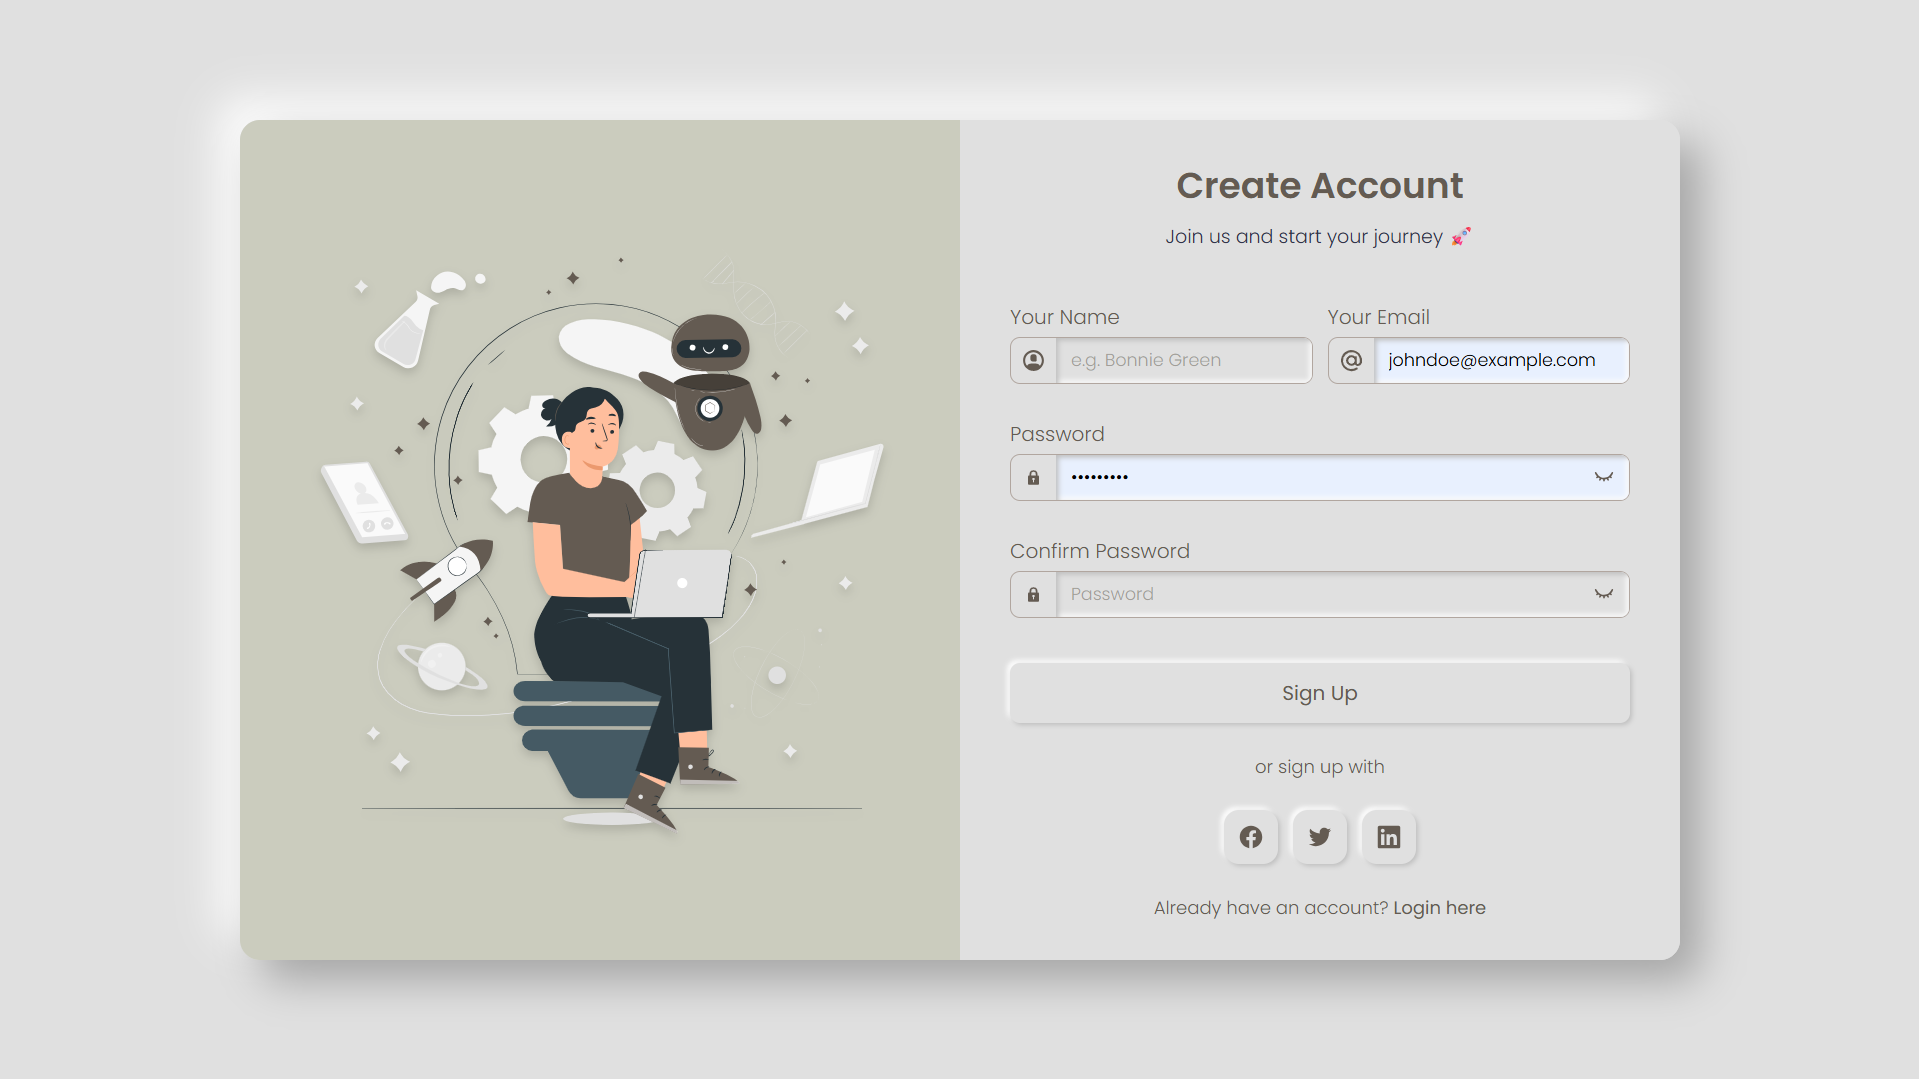 Create Account
Join us and start your journey 🚀
Your Name
Your Email
e.g. Bonnie Green
johndoe@example.com
Password
•••••••••
Confirm Password
Password
Sign Up
or sign up with
Already have an account? Login here